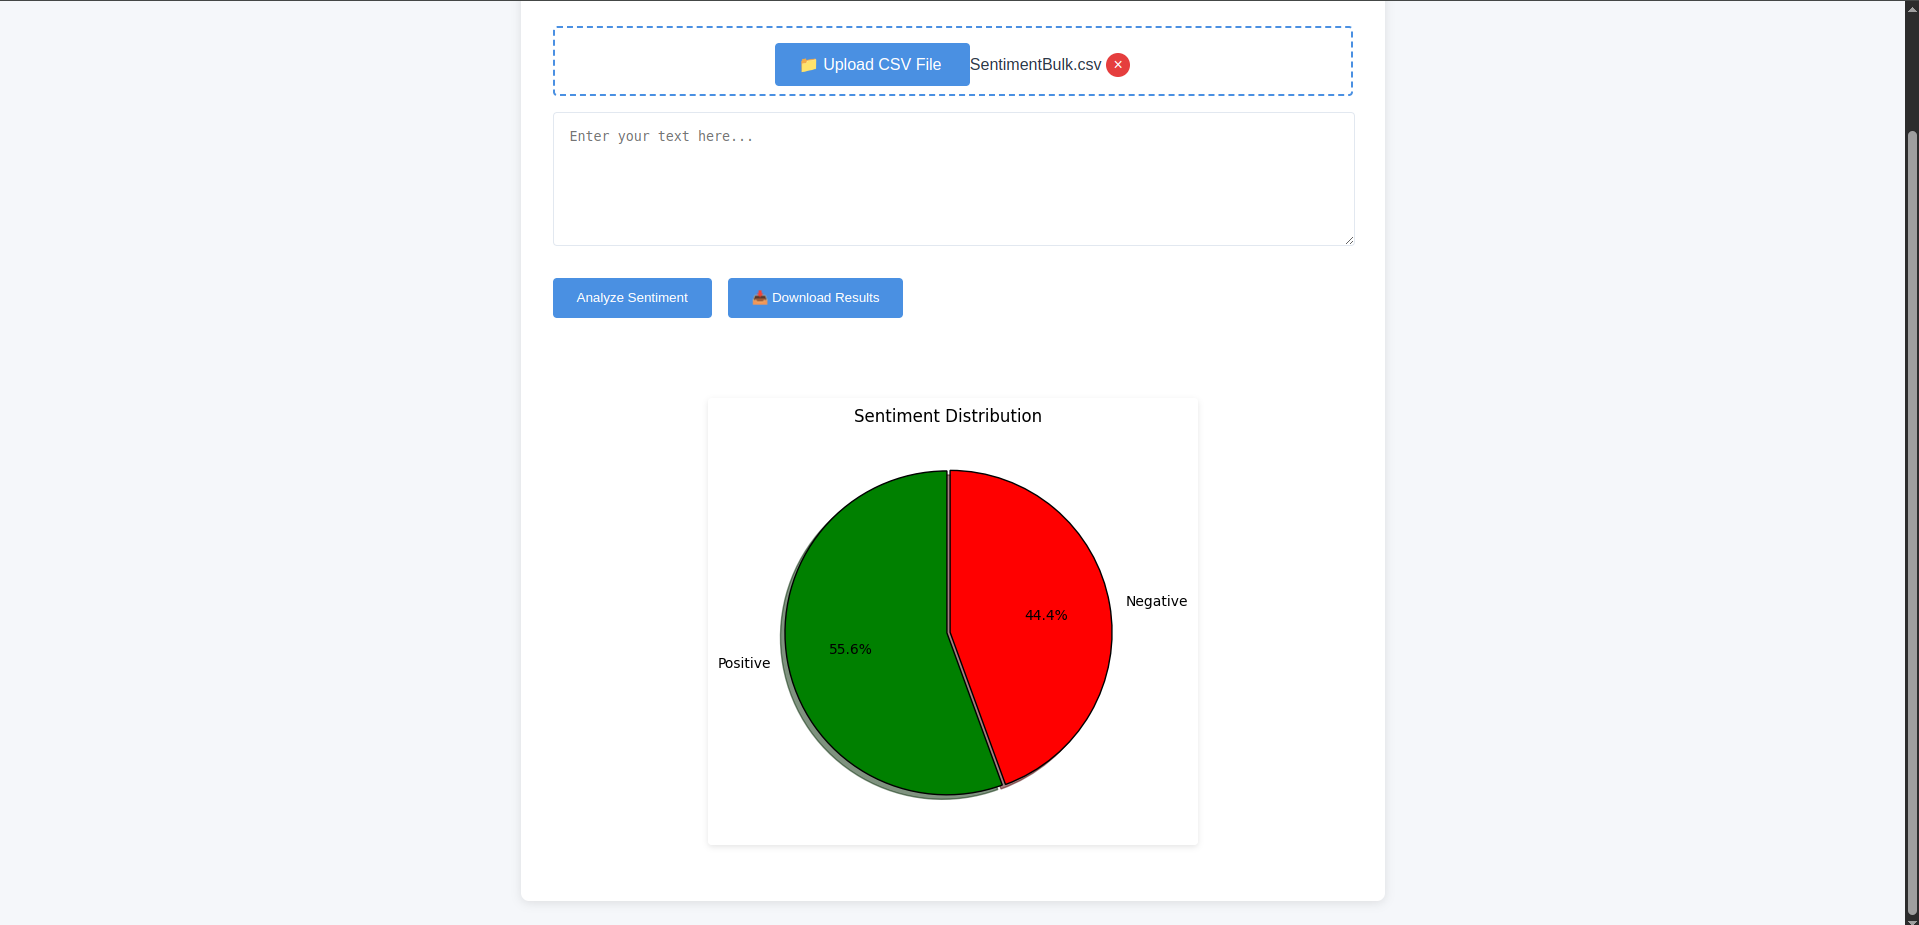 📁 Upload CSV File SentimentBulk.csv ×
Enter your text here...
Analyze Sentiment 📥 Download Results
Sentiment Distribution
Negative
44.4%
55.6%
Positive